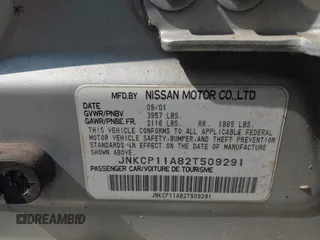 MFD.BY NISSAN MOTOR CO.,LTD.
DATE 09/01
GVWR/PNBV 3957 LBS.
GAWR/PNBE FR. 2116 LBS. RR. 1865 LBS.
THIS VEHICLE CONFORMS TO ALL APPLICABLE FEDERAL
MOTOR VEHICLE SAFETY,BUMPER,AND THEFT PREVENTION
STANDARDS IN EFFECT ON THE DATE OF
MANUFACTURE SHOWN ABOVE.
JNKCP11A82T509291
PASSENGER CAR/VOITURE DE TOURISME
JNKCP11A82T509291
DREAMBID